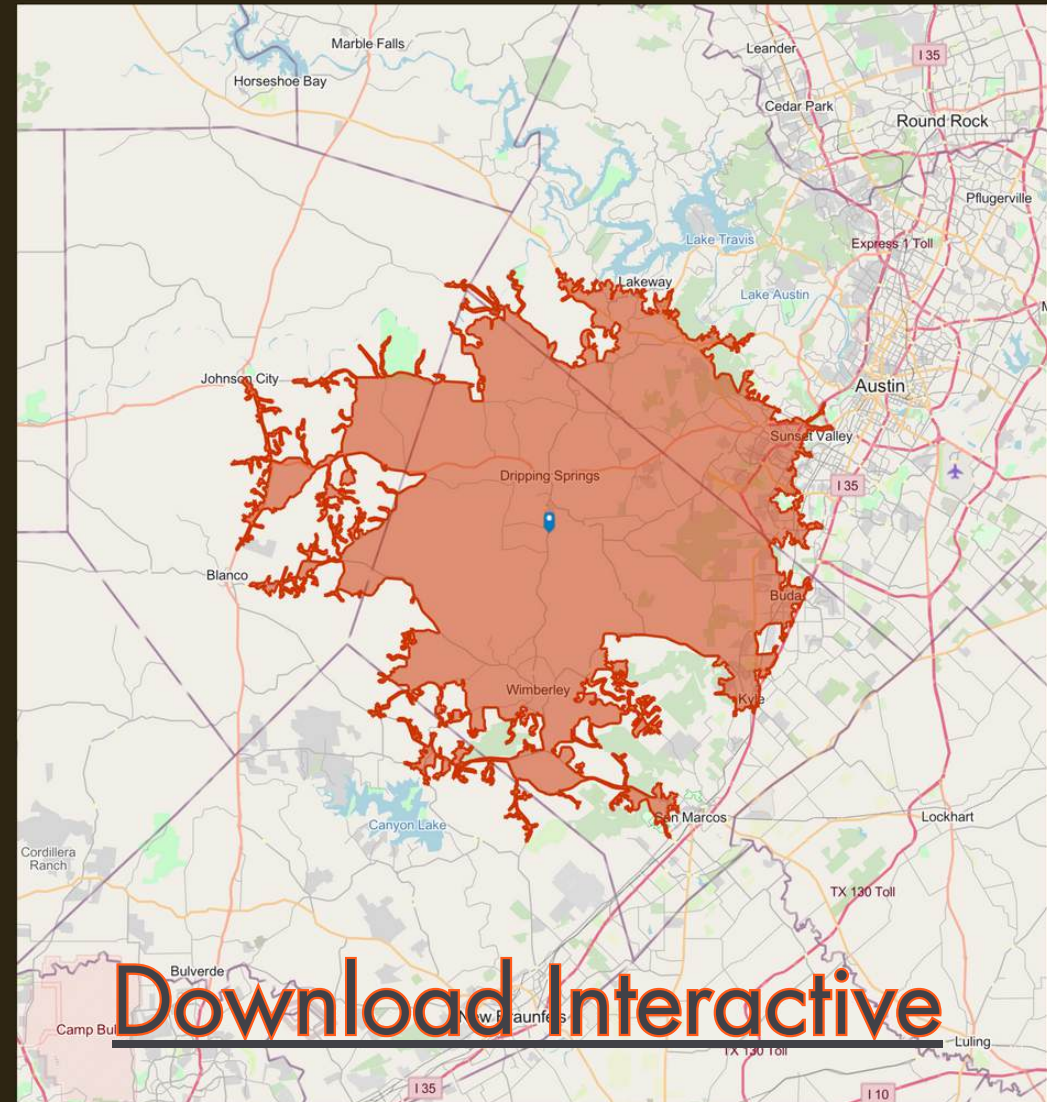 Marble Falls
Leander
I 35
Horseshoe Bay
Cedar Park
Round Rock
Pflugerville
Lake Travis
Express 1 Toll
Lakeway
Lake Austin
Johnson City
Austin
Sunset Valley
Dripping Springs
I 35
Blanco
Buda
Wimberley
Kyle
San Marcos
Canyon Lake
Lockhart
Cordillera
Ranch
TX 130 Toll
Bulverde
Download Interactive
Camp Bul
New Braunfels
Luling
TX 130 Toll
I 35
I 10